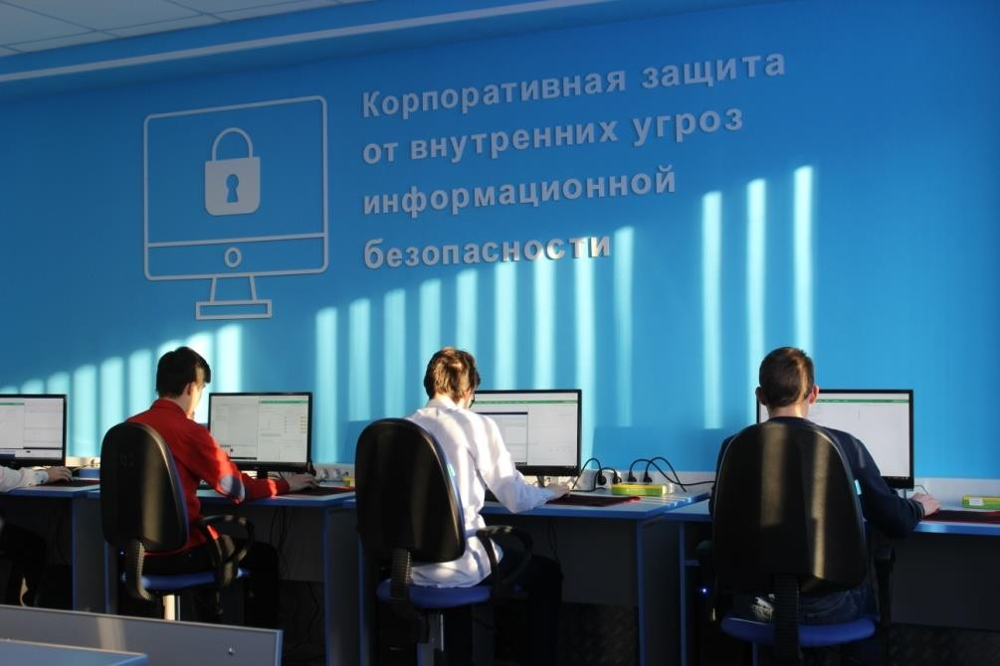 Корпоративная защита
от внутренних угроз
информационной
безопасности